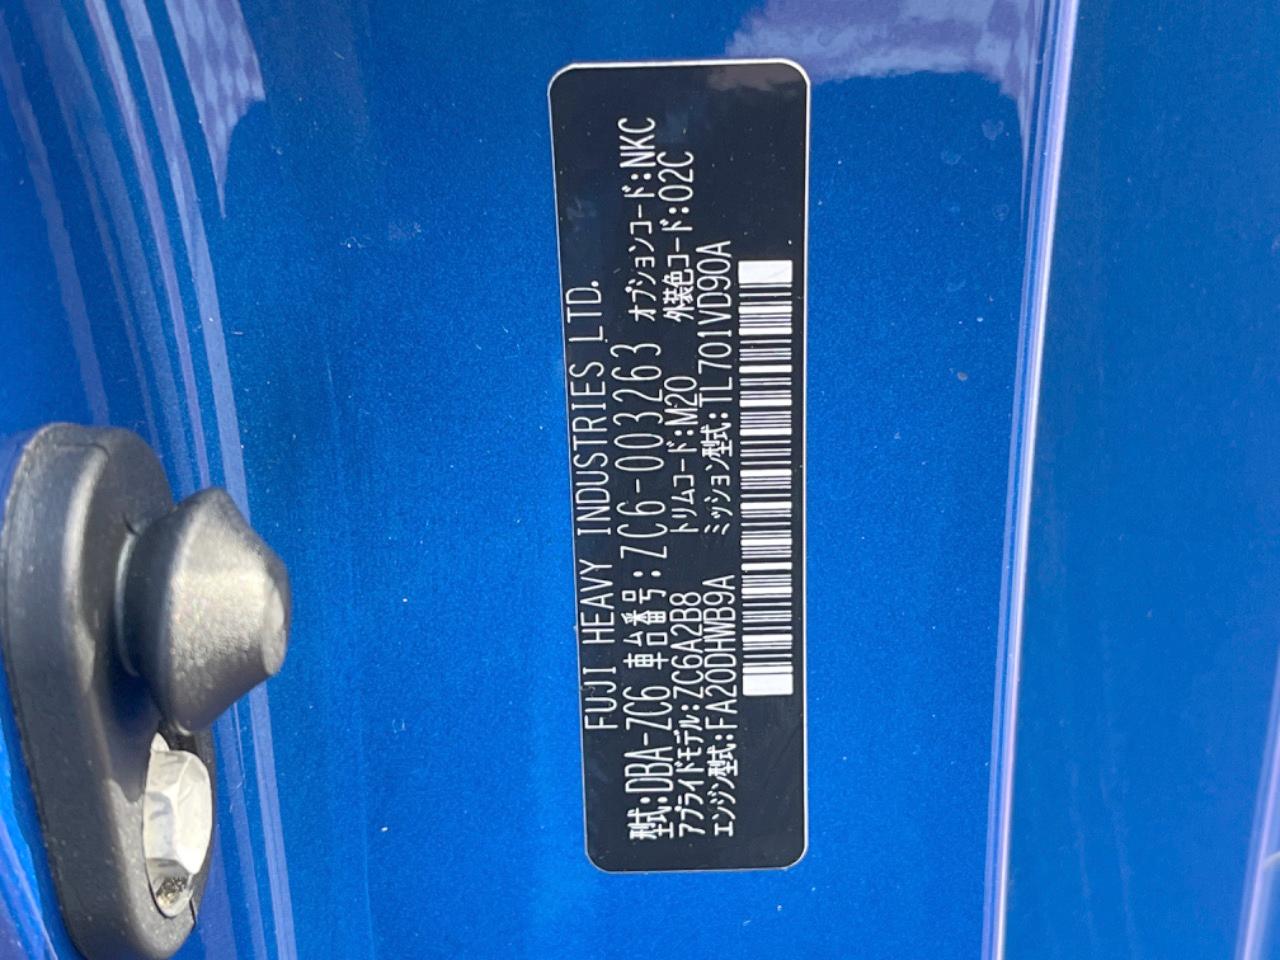 FUJI HEAVY INDUSTRIES LTD.
型式:DBA-ZC6 車台番号:ZC6-003263 オプションコード:NKC
アプライドモデル:ZC6A2B8 トリムコード:M20 外装色コード:02C
エンジン型式:FA20DHWB9A ミッション型式:TL701VD90A